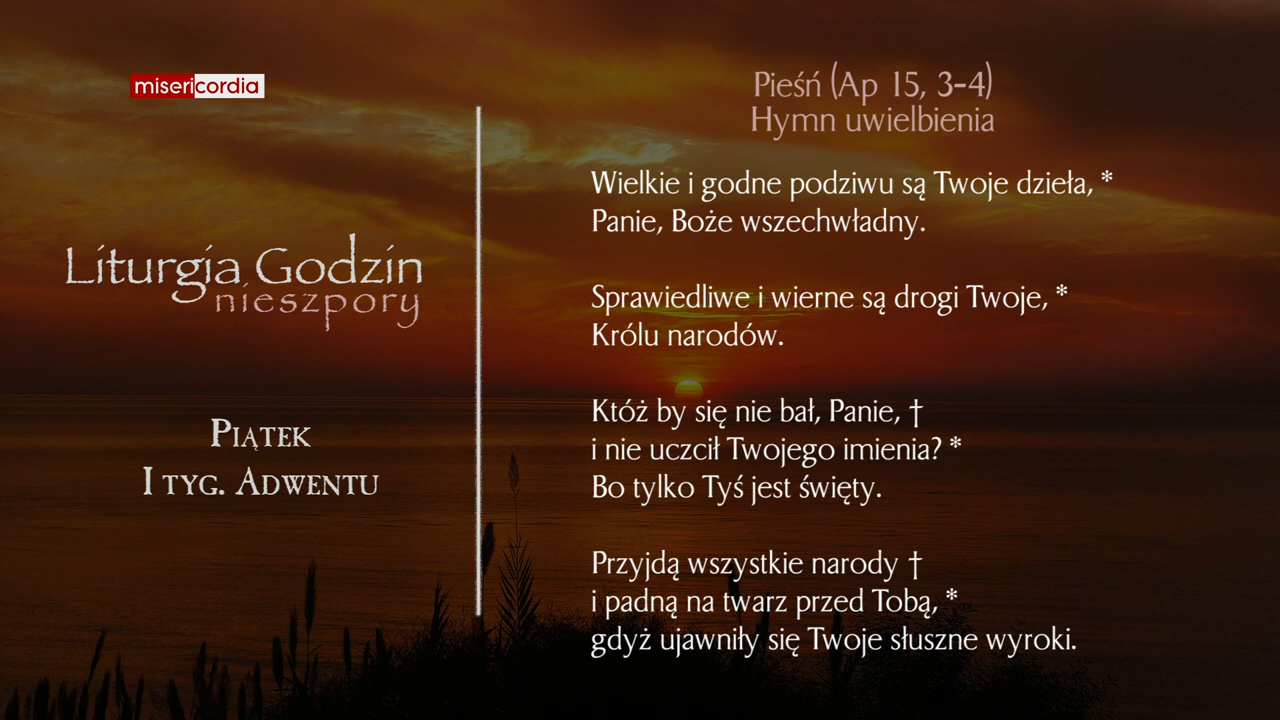 misericordia
Liturgia Godzin
nieszpory
Piątek
I tyg. Adwentu
Pieśń (Ap 15, 3-4)
Hymn uwielbienia
Wielkie i godne podziwu są Twoje dzieła, *
Panie, Boże wszechwładny.
Sprawiedliwe i wierne są drogi Twoje, *
Królu narodów.
Któż by się nie bał, Panie, †
i nie uczcił Twojego imienia? *
Bo tylko Tyś jest święty.
Przyjdą wszystkie narody †
i padną na twarz przed Tobą, *
gdyż ujawniły się Twoje słuszne wyroki.